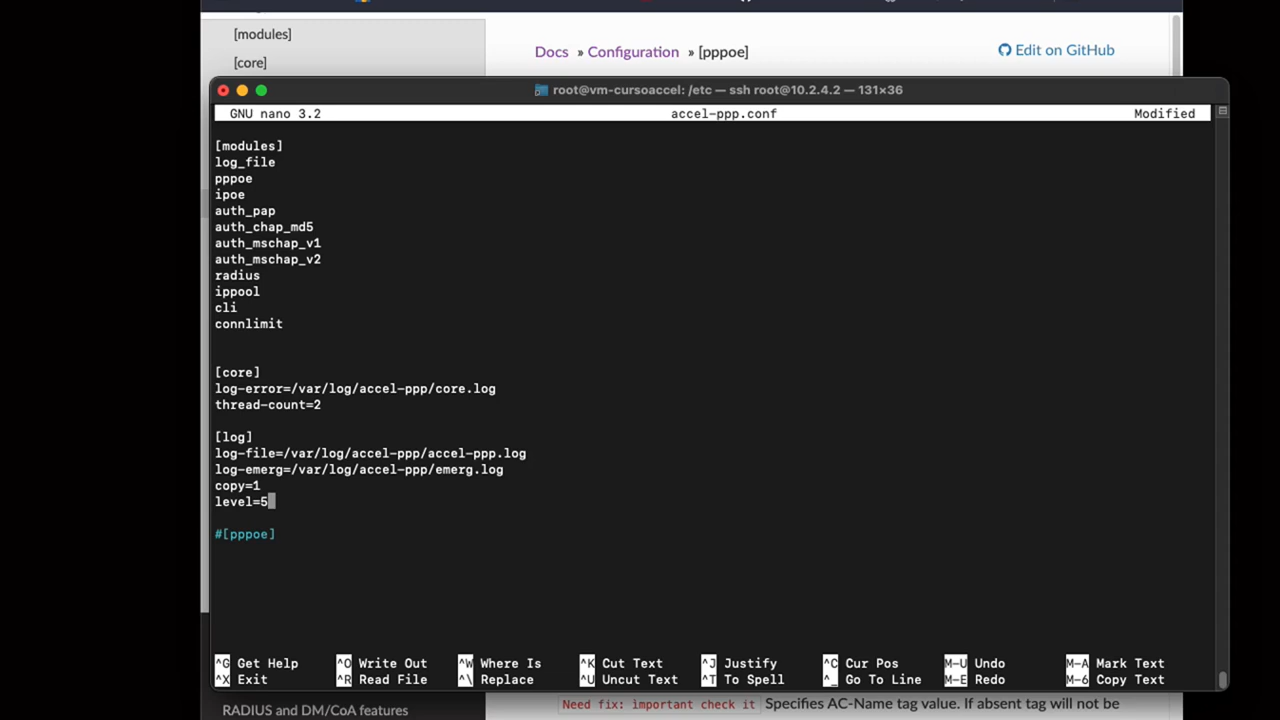 [modules]
[core]
Docs » Configuration » [pppoe]
Edit on GitHub
root@vm-cursoaccel: /etc — ssh root@10.2.4.2 — 131×36
GNU nano 3.2 accel-ppp.conf Modified
[modules]
log_file
pppoe
ipoe
auth_pap
auth_chap_md5
auth_mschap_v1
auth_mschap_v2
radius
ippool
cli
connlimit
[core]
log-error=/var/log/accel-ppp/core.log
thread-count=2
[log]
log-file=/var/log/accel-ppp/accel-ppp.log
log-emerg=/var/log/accel-ppp/emerg.log
copy=1
level=5
#[pppoe]
^G Get Help ^O Write Out ^W Where Is ^K Cut Text ^J Justify ^C Cur Pos M-U Undo M-A Mark Text
^X Exit ^R Read File ^\ Replace ^U Uncut Text ^T To Spell ^_ Go To Line M-E Redo M-6 Copy Text
RADIUS and DM/CoA features
Need fix: important check it Specifies AC-Name tag value. If absent tag will not be